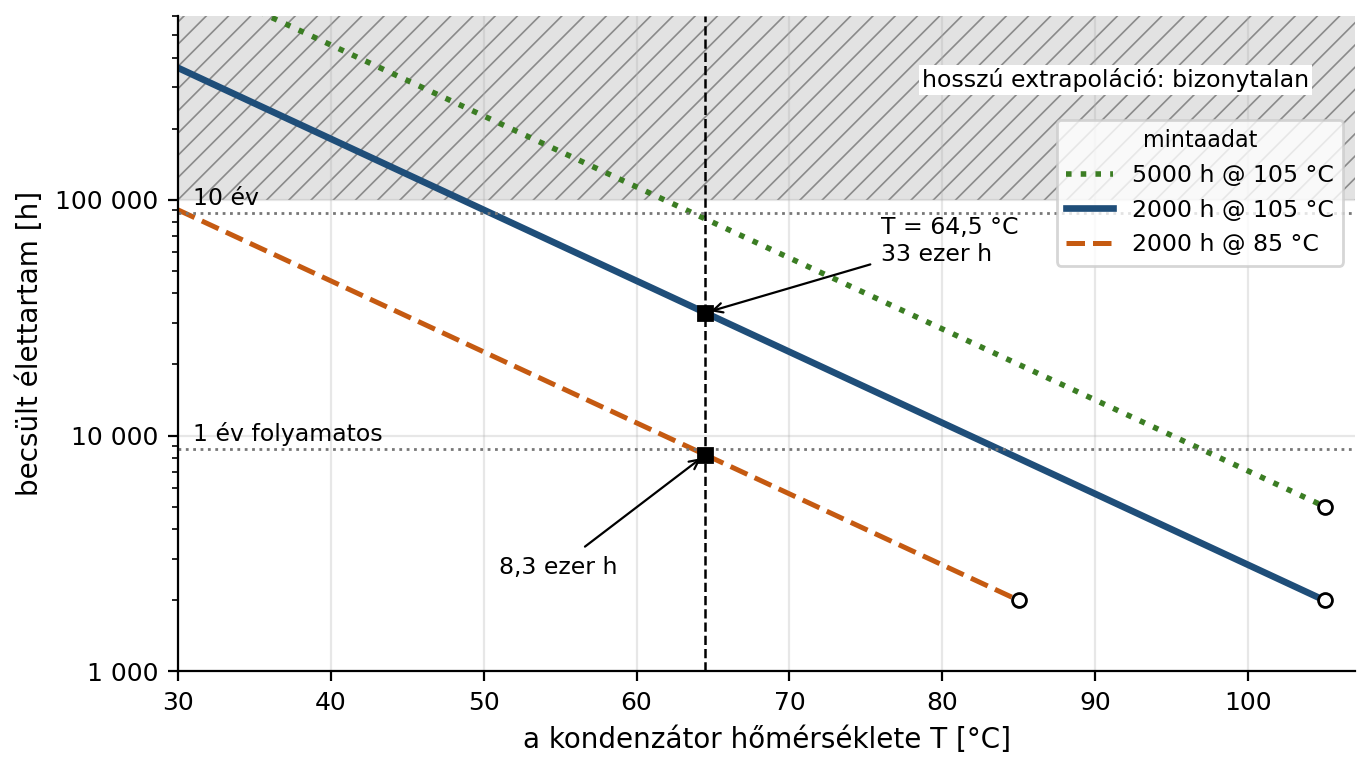 hosszú extrapoláció: bizonytalan
mintaadat
5000 h @ 105 °C
2000 h @ 105 °C
2000 h @ 85 °C
10 év
T = 64,5 °C
33 ezer h
1 év folyamatos
8,3 ezer h
becsült élettartam [h]
100 000
10 000
1 000
30 40 50 60 70 80 90 100
a kondenzátor hőmérséklete T [°C]